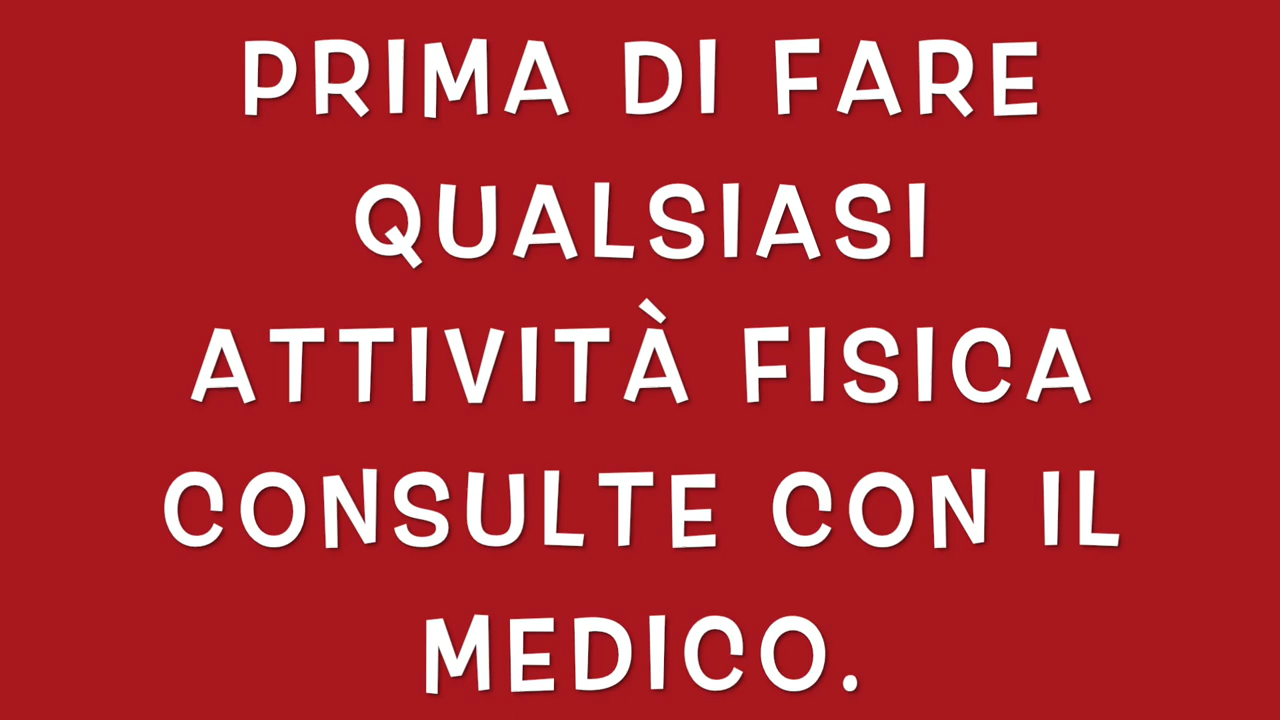 PRIMA DI FARE
QUALSIASI
ATTIVITÀ FISICA
CONSULTE CON IL
MEDICO.